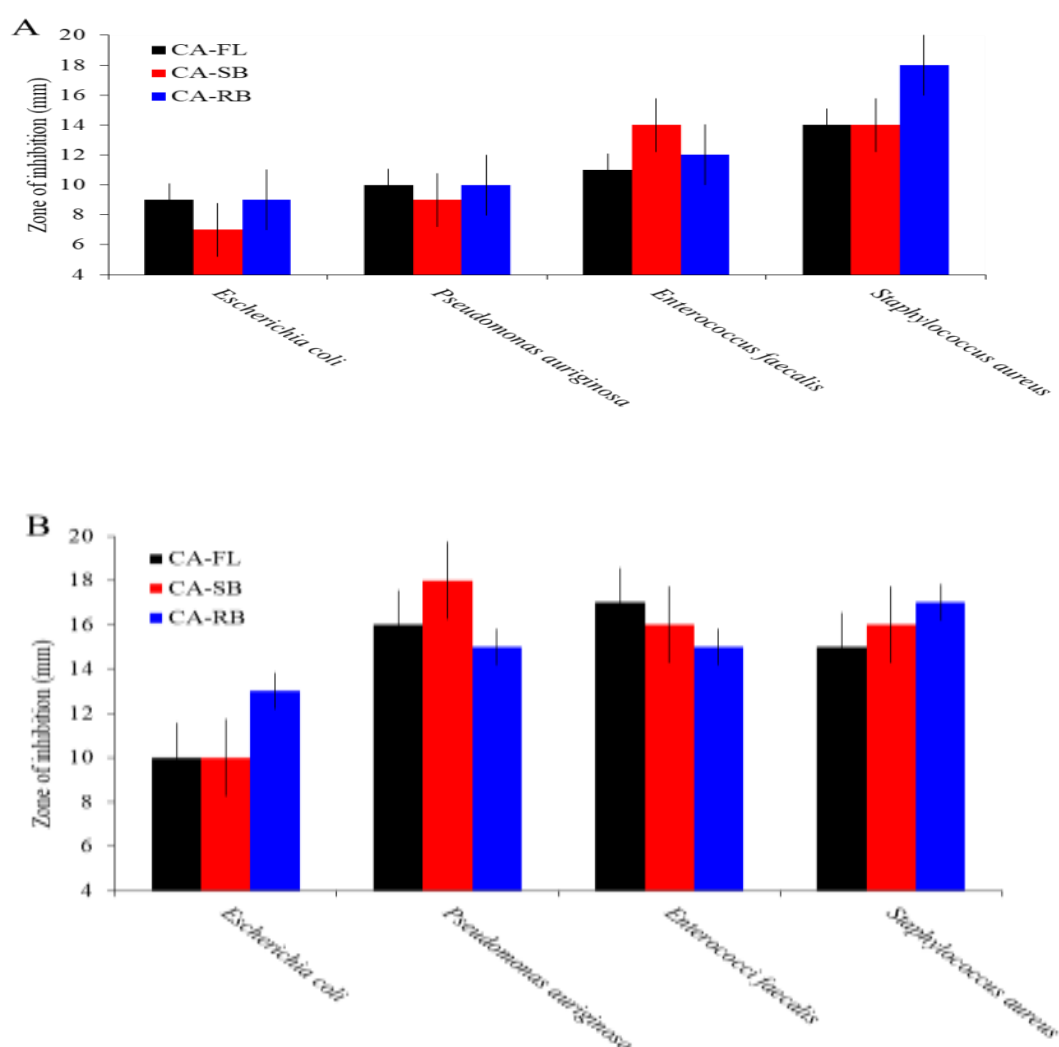 A
20
18
16
14
12
10
8
6
4
Zone of inhibition (mm)
CA-FL
CA-SB
CA-RB
Escherichia coli
Pseudomonas auriginosa
Enterococcus faecalis
Staphylococcus aureus
B
20
18
16
14
12
10
8
6
4
Zone of inhibition (mm)
CA-FL
CA-SB
CA-RB
Escherichia coli
Pseudomonas auriginosa
Enterococci faecalis
Staphylococcus aureus